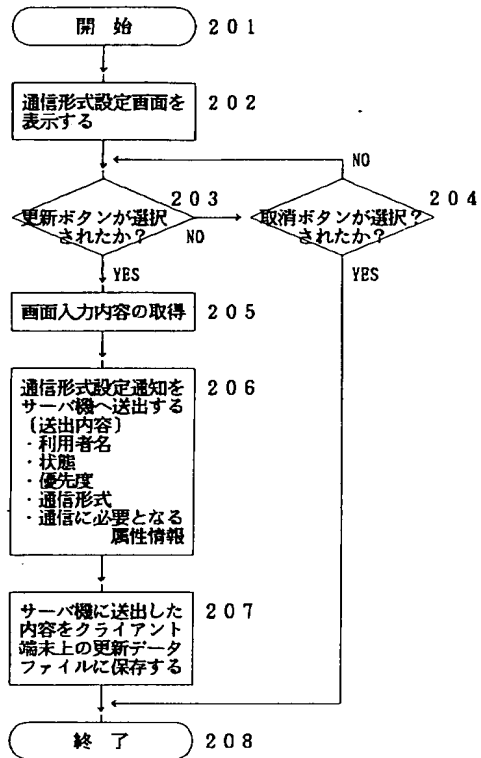 開 始 201
通信形式設定画面を 202
表示する
NO
203
204
更新ボタンが選択
されたか？
NO
取消ボタンが選択？
されたか？
YES
YES
画面入力内容の取得 205
通信形式設定通知を 206
サーバ機へ送出する
〔送出内容〕
・利用者名
・状態
・優先度
・通信形式
・通信に必要となる
属性情報
サーバ機に送出した 207
内容をクライアント
端末上の更新データ
ファイルに保存する
終 了 208